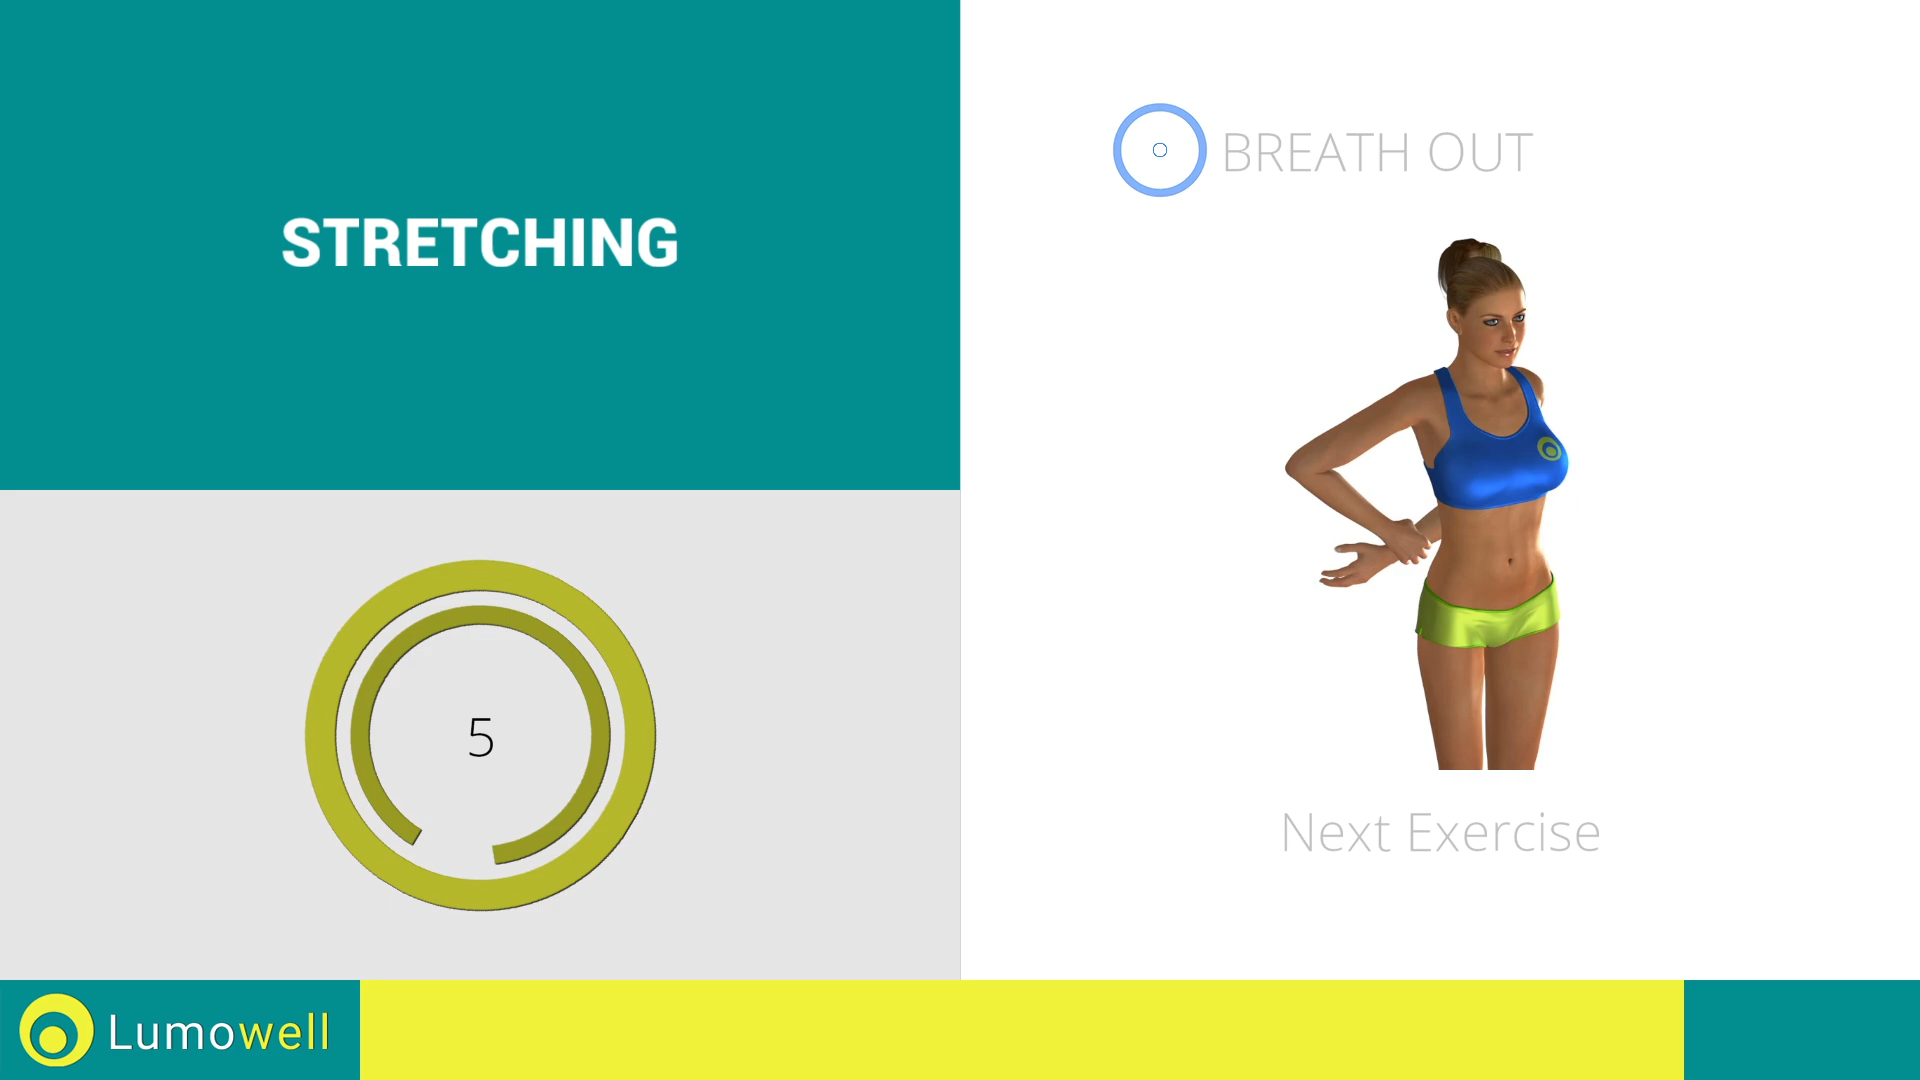 STRETCHING
BREATH OUT
5
Next Exercise
Lumowell